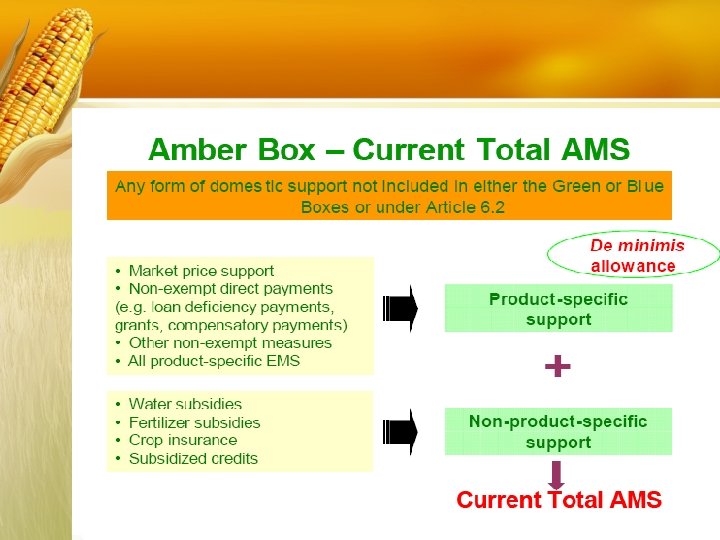 Amber Box – Current Total AMS
Any form of domestic support not included in either the Green or Blue
Boxes or under Article 6.2
De minimis
allowance
• Market price support
• Non-exempt direct payments
(e.g. loan deficiency payments,
grants, compensatory payments)
• Other non-exempt measures
• All product-specific EMS
Product-specific
support
+
• Water subsidies
• Fertilizer subsidies
• Crop insurance
• Subsidized credits
Non-product-specific
support
Current Total AMS